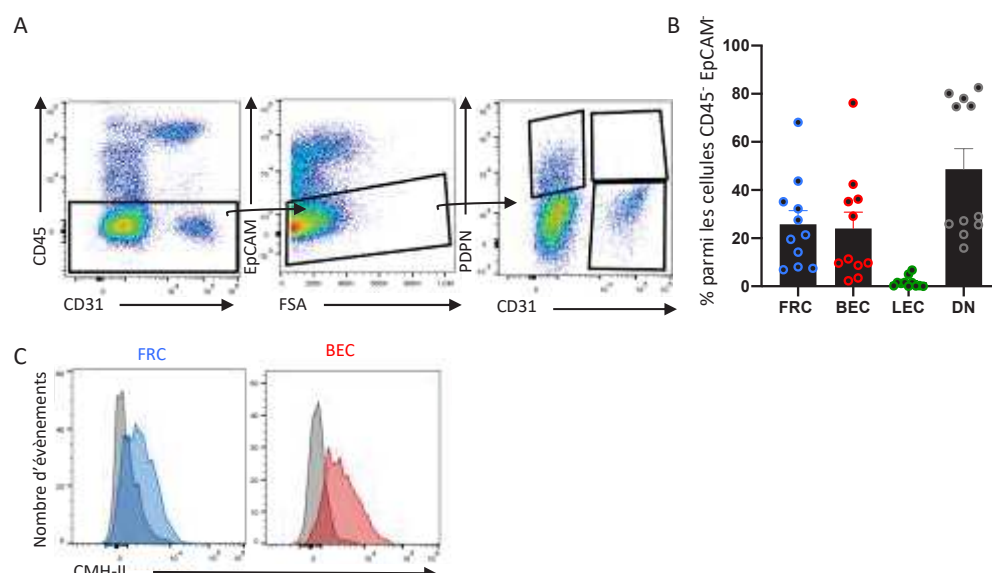 A
CD45
CD31
EpCAM
FSA
PDPN
CD31
B
% parmi les cellules CD45- EpCAM-
100
80
60
40
20
0
FRC BEC LEC DN
C
FRC
BEC
Nombre d'évènements
CMH-II